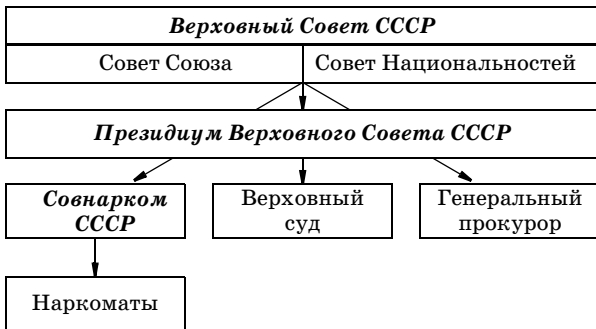 Верховный Совет СССР
Совет Союза
Совет Национальностей
Президиум Верховного Совета СССР
Совнарком
СССР
Верховный
суд
Генеральный
прокурор
Наркоматы